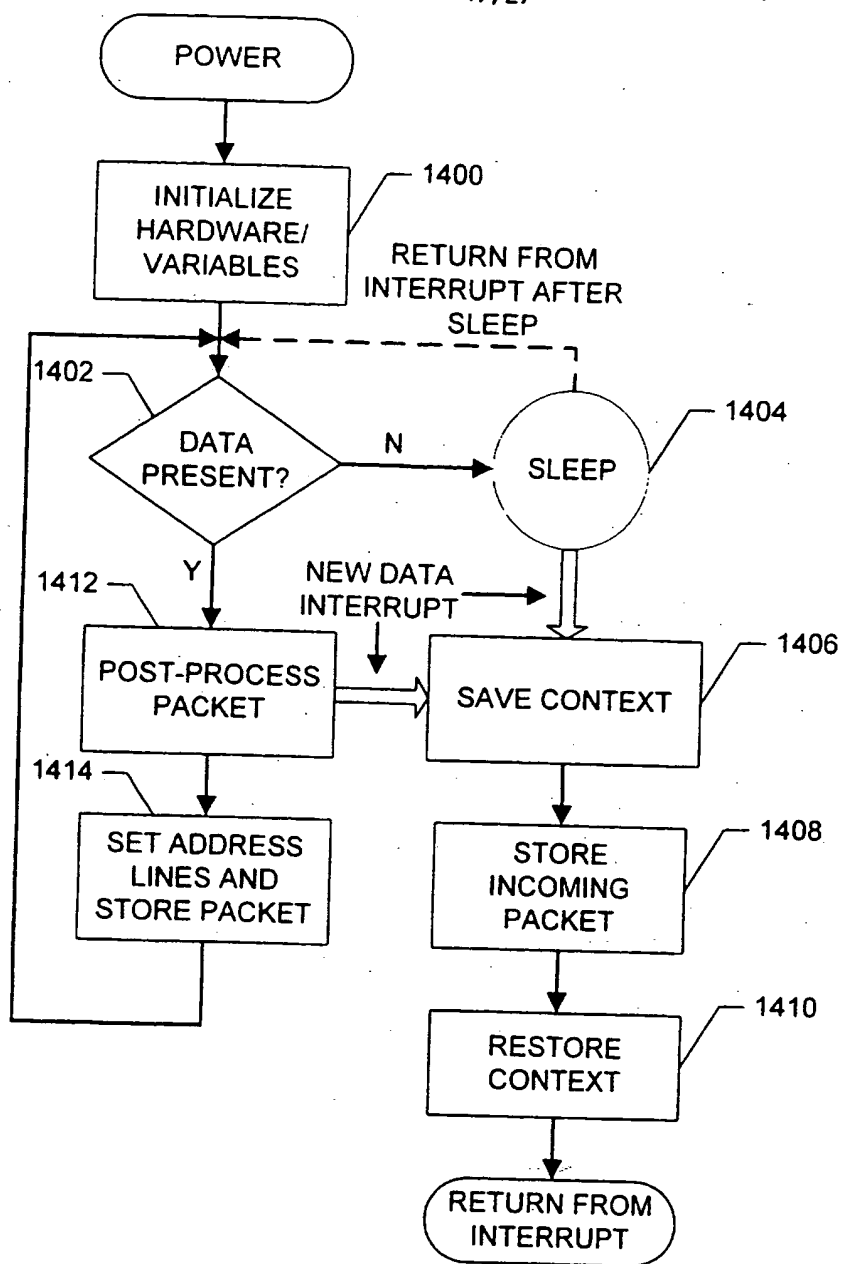 POWER
1400
INITIALIZE
HARDWARE/
VARIABLES
RETURN FROM
INTERRUPT AFTER
SLEEP
1402
DATA
PRESENT?
N
SLEEP
1404
Y
1412
NEW DATA
INTERRUPT
1406
POST-PROCESS
PACKET
SAVE CONTEXT
1414
SET ADDRESS
LINES AND
STORE PACKET
1408
STORE
INCOMING
PACKET
1410
RESTORE
CONTEXT
RETURN FROM
INTERRUPT